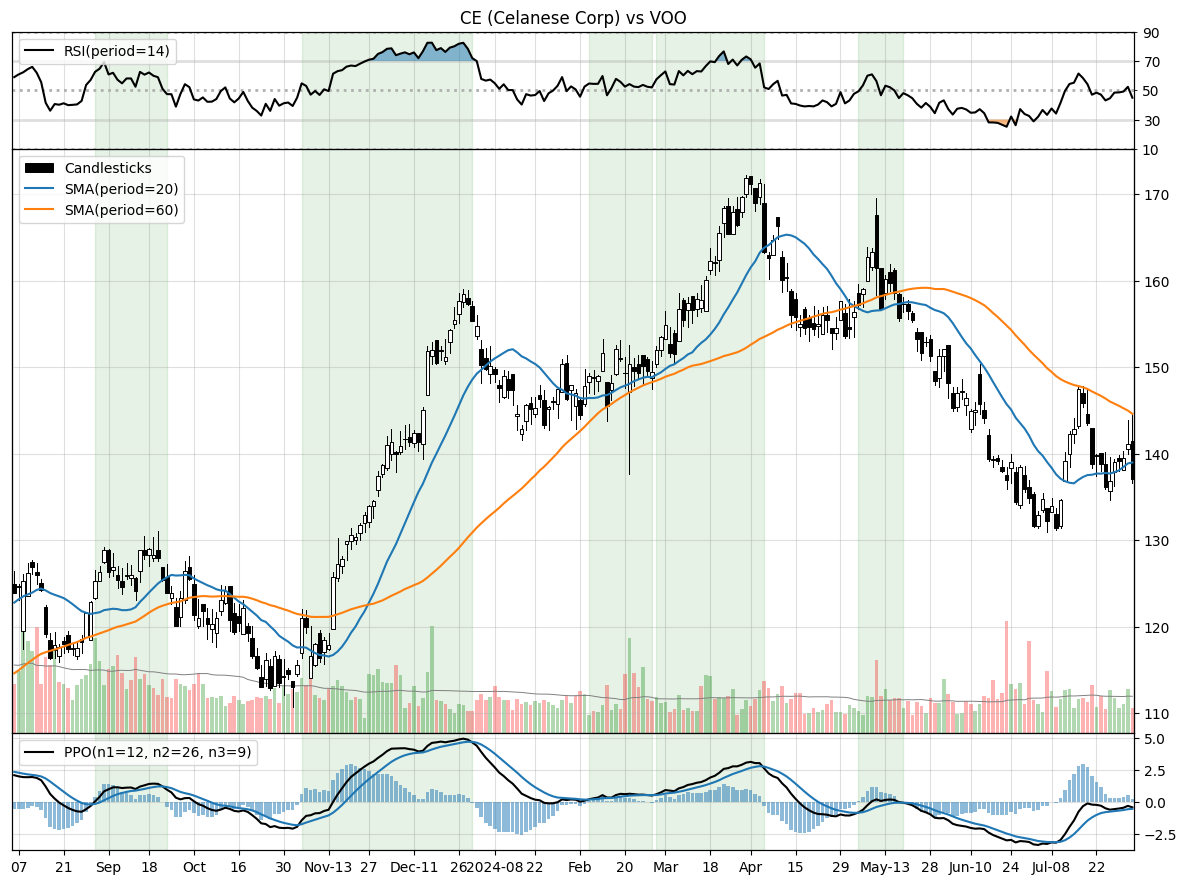 CE (Celanese Corp) vs VOO
RSI(period=14)
90
70
50
30
10
Candlesticks
SMA(period=20)
SMA(period=60)
170
160
150
140
130
120
110
PPO(n1=12, n2=26, n3=9)
5.0
2.5
0.0
−2.5
07 21 Sep 18 Oct 16 30 Nov-13 27 Dec-11 26 2024-08 22 Feb 20 Mar 18 Apr 15 29 May-13 28 Jun-10 24 Jul-08 22